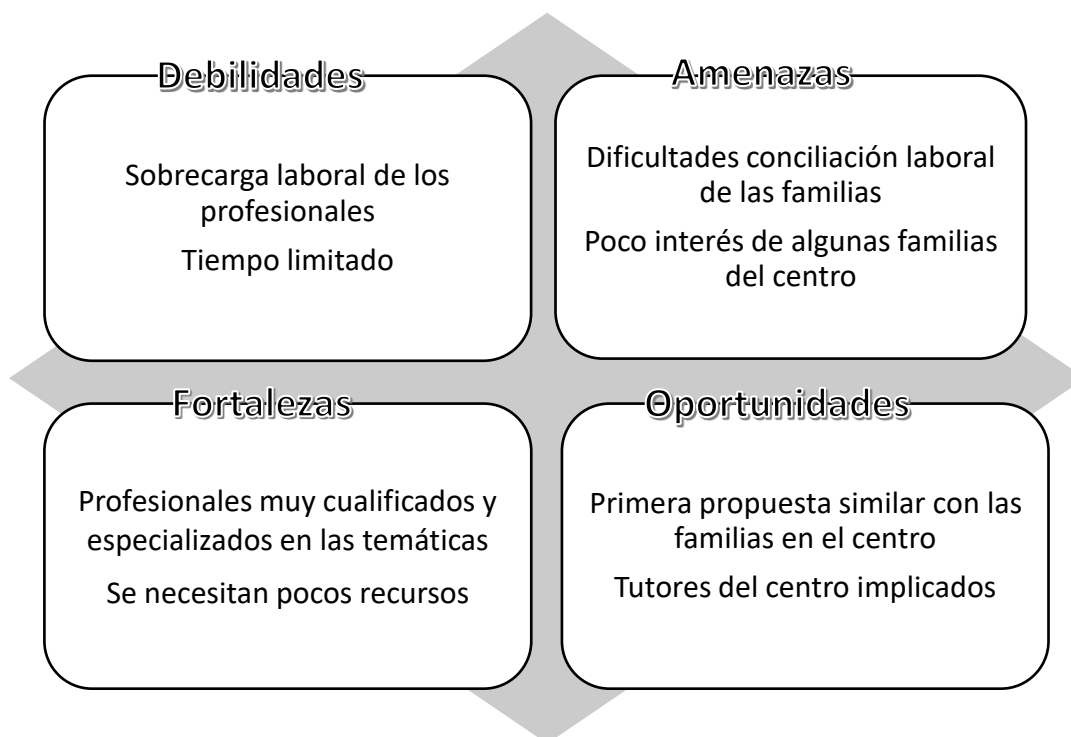 Debilidades
Sobrecarga laboral de los
profesionales
Tiempo limitado
Amenazas
Dificultades conciliación laboral
de las familias
Poco interés de algunas familias
del centro
Fortalezas
Profesionales muy cualificados y
especializados en las temáticas
Se necesitan pocos recursos
Oportunidades
Primera propuesta similar con las
familias en el centro
Tutores del centro implicados